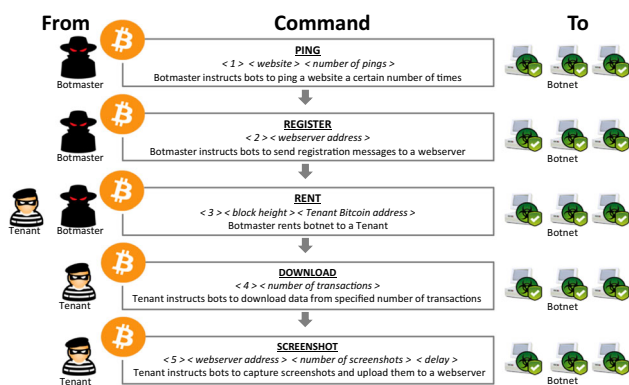 From Command To
PING
< 1 > < website > < number of pings >
Botmaster instructs bots to ping a website a certain number of times
Botmaster Botnet
REGISTER
< 2 > < webserver address >
Botmaster instructs bots to send registration messages to a webserver
Botmaster Botnet
RENT
< 3 > < block height > < Tenant Bitcoin address >
Botmaster rents botnet to a Tenant
Tenant Botmaster Botnet
DOWNLOAD
< 4 > < number of transactions >
Tenant instructs bots to download data from specified number of transactions
Tenant Botnet
SCREENSHOT
< 5 > < webserver address > < number of screenshots > < delay >
Tenant instructs bots to capture screenshots and upload them to a webserver
Tenant Botnet